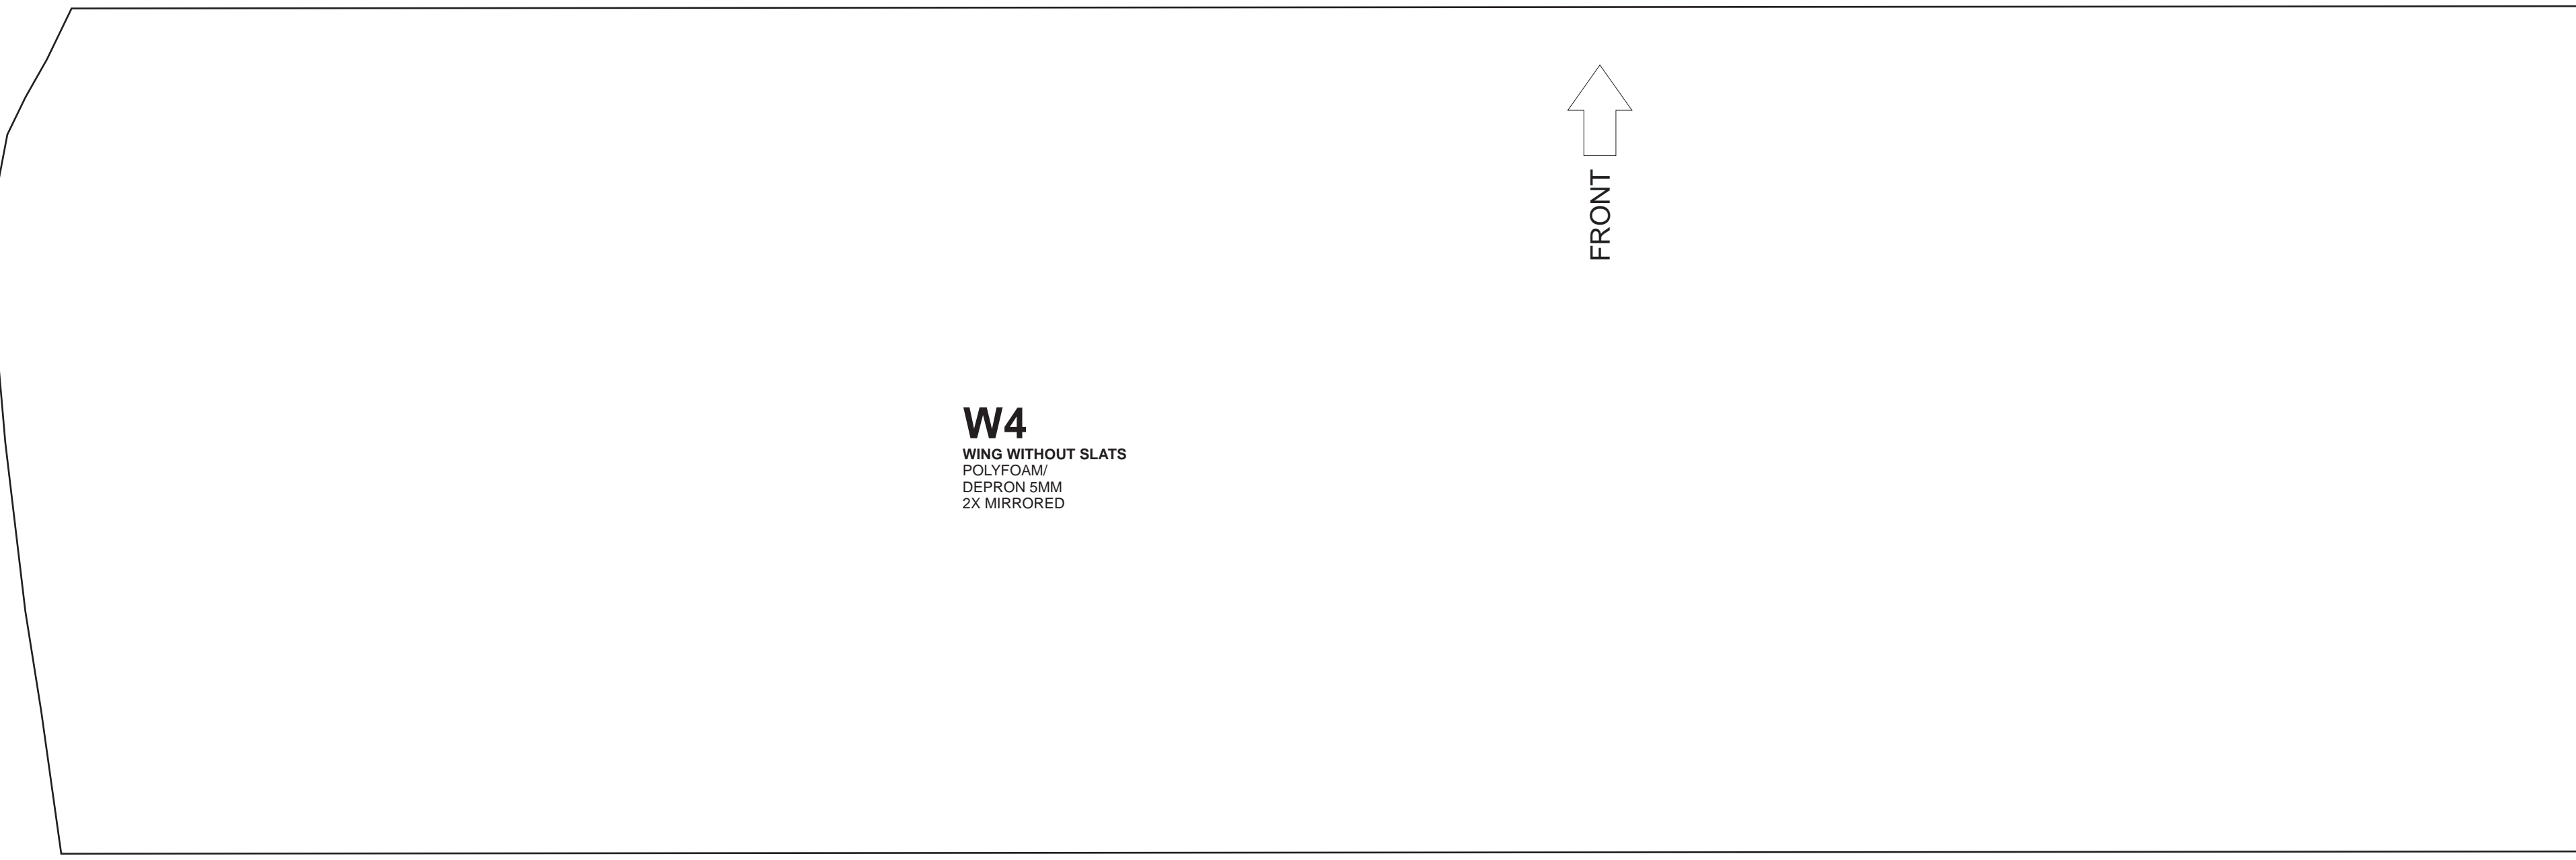 FRONT
W4
WING WITHOUT SLATS
POLYFOAM/
DEPRON 5MM
2X MIRRORED